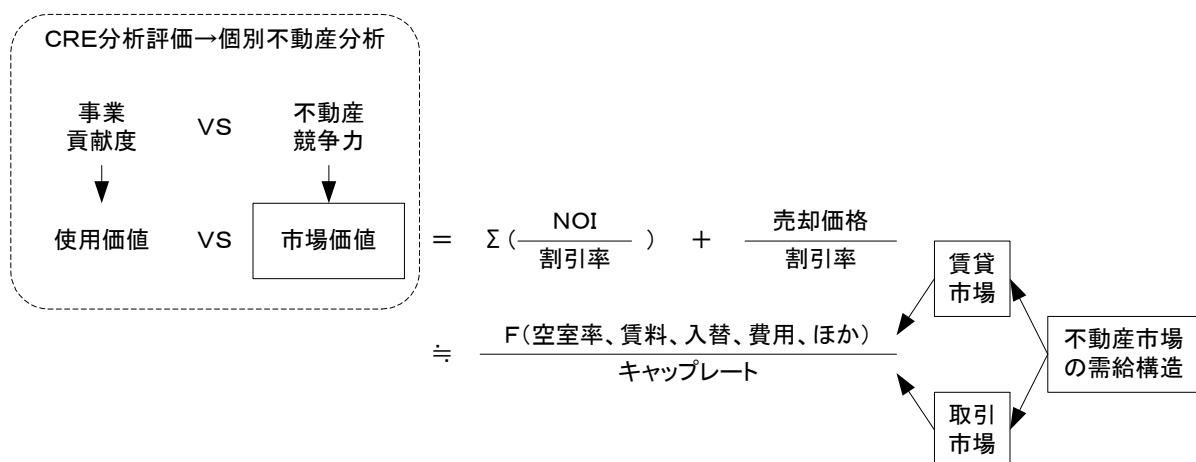 CRE分析評価→個別不動産分析
事業
貢献度
VS
不動産
競争力
使用価値
VS
市場価値
=
Σ(
NOI
割引率
)
+
売却価格
割引率
≒
F(空室率、賃料、入替、費用、ほか)
キャップレート
賃貸
市場
不動産市場
の需給構造
取引
市場